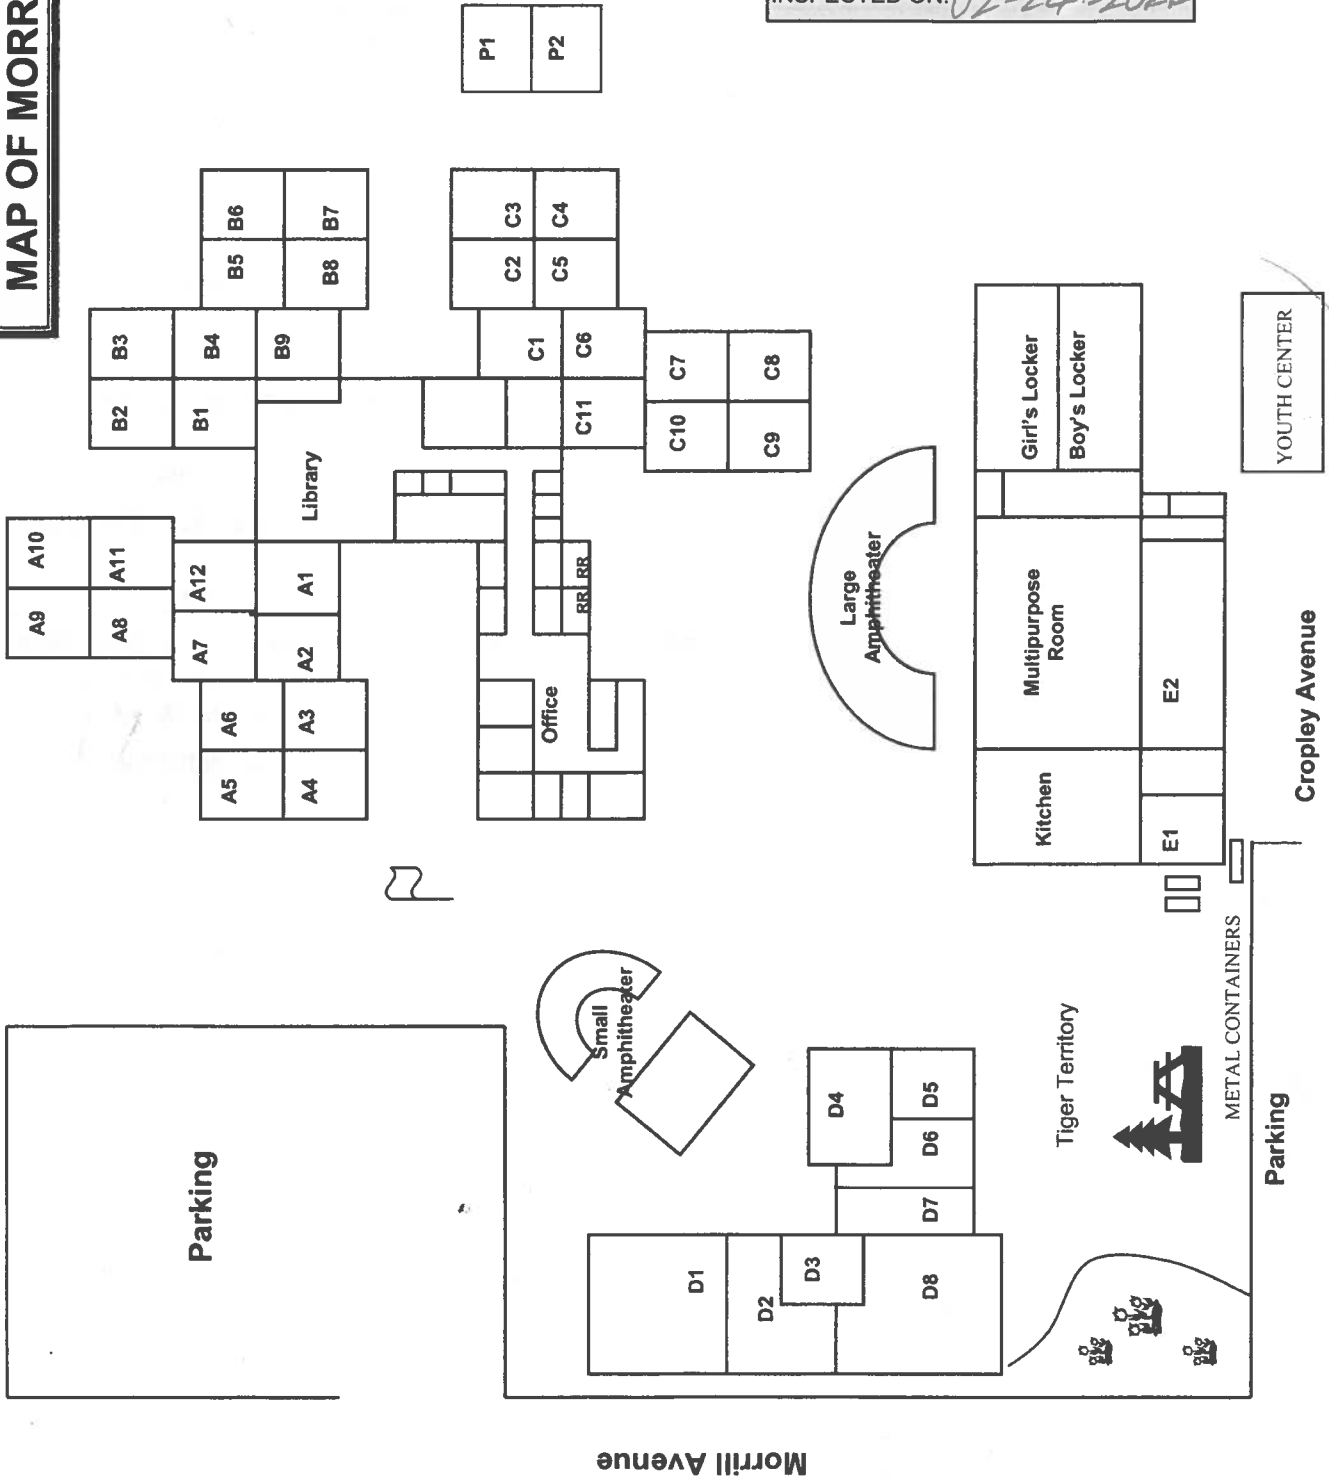 MAP OF MORR
INSPECTED ON:
P1
P2
B6
B7
B5
B8
B3
B4
B9
B2
B1
C3
C4
C2
C5
C1
C6
C11
C7
C8
C10
C9
Library
A10
A11
A9
A8
A12
A1
A7
A2
A6
A3
A5
A4
RR
RR
Office
Large
Amphitheater
Girl's Locker
Boy's Locker
Multipurpose
Room
Kitchen
E2
E1
YOUTH CENTER
Cropley Avenue
Small
Amphitheater
Parking
D4
D5
D6
D7
D1
D2
D3
D8
Tiger Territory
METAL CONTAINERS
Parking
Morrill Avenue